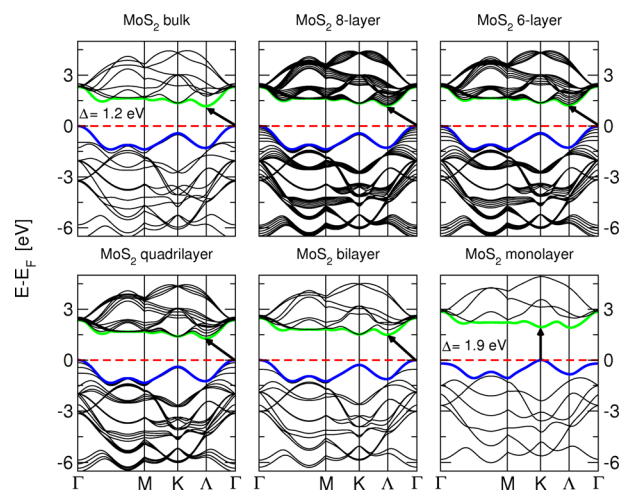 MoS₂ bulk
MoS₂ 8-layer
MoS₂ 6-layer
3
0
-3
-6
Δ= 1.2 eV
3
0
-3
-6
E-E_F [eV]
MoS₂ quadrilayer
MoS₂ bilayer
MoS₂ monolayer
3
0
-3
-6
Δ= 1.9 eV
3
0
-3
-6
Γ M K Λ Γ
Γ M K Λ Γ
Γ M K Λ Γ